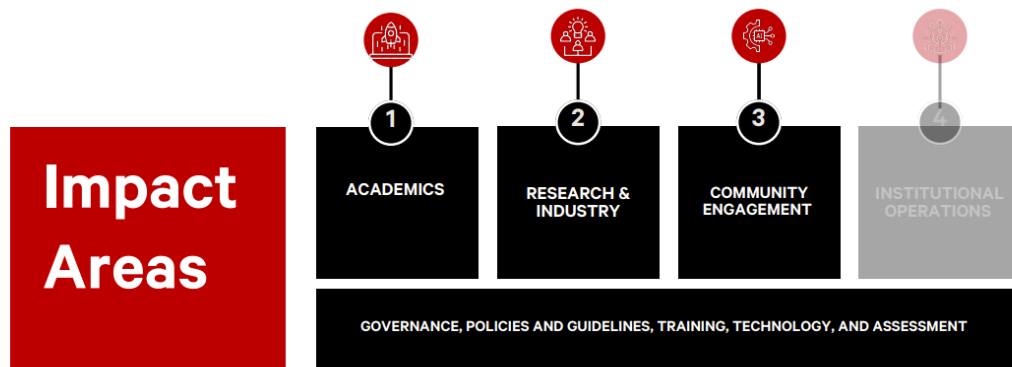 Impact
Areas
1
ACADEMICS
2
RESEARCH &
INDUSTRY
3
COMMUNITY
ENGAGEMENT
4
INSTITUTIONAL
OPERATIONS
GOVERNANCE, POLICIES AND GUIDELINES, TRAINING, TECHNOLOGY, AND ASSESSMENT